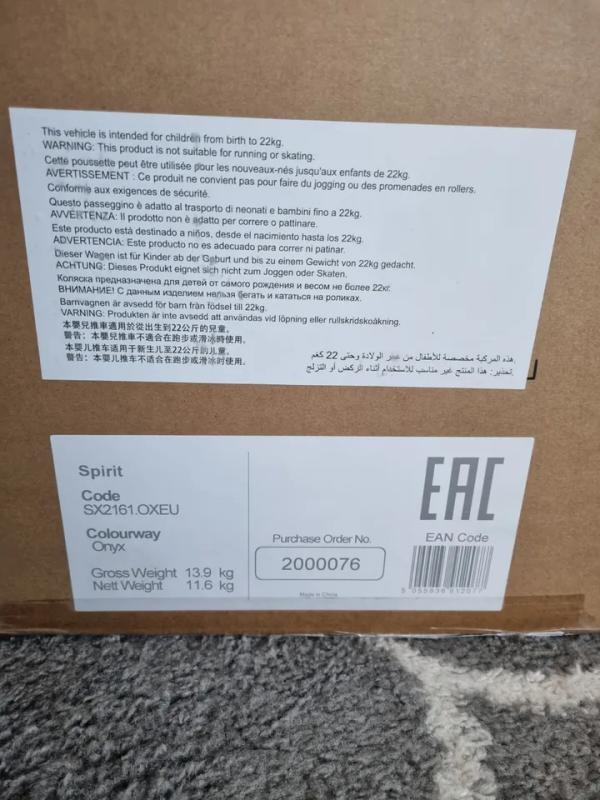 This vehicle is intended for children from birth to 22kg.
WARNING: This product is not suitable for running or skating.
Cette poussette peut être utilisée pour les nouveaux-nés jusqu'aux enfants de 22kg.
AVERTISSEMENT : Ce produit ne convient pas pour faire du jogging ou des promenades en rollers.
Conforme aux exigences de sécurité.
Questo passeggino è adatto al trasporto di neonati e bambini fino a 22kg.
AVVERTENZA: Il prodotto non è adatto per correre o pattinare.
Este producto está destinado a niños, desde el nacimiento hasta los 22kg.
ADVERTENCIA: Este producto no es adecuado para correr ni patinar.
Dieser Wagen ist für Kinder ab der Geburt und bis zu einem Gewicht von 22kg gedacht.
ACHTUNG: Dieses Produkt eignet sich nicht zum Joggen oder Skaten.
Коляска предназначена для детей от самого рождения и весом не более 22кг.
ВНИМАНИЕ! С данным изделием нельзя бегать и кататься на роликах.
Barnvagnen är avsedd för barn från födsel till 22kg.
VARNING: Produkten är inte avsedd att användas vid löpning eller rullskridskoåkning.
本嬰兒推車適用於從出生到22公斤的兒童。
警告：本嬰兒推車不適合在跑步或滑冰時使用。
本婴儿推车适用于新生儿至22公斤的儿童。
警告：本婴儿推车不适合在跑步或滑冰时使用。
هذه المركبة مخصصة للأطفال من عمر الولادة وحتى 22 كغم.
تحذير: هذا المنتج غير مناسب للاستخدام أثناء الركض أو التزلج.
Spirit
Code
SX2161.OXEU
Colourway
Onyx
Gross Weight 13.9 kg
Nett Weight 11.6 kg
Purchase Order No.
2000076
Made in China
EAC
EAN Code
5 055836 912077